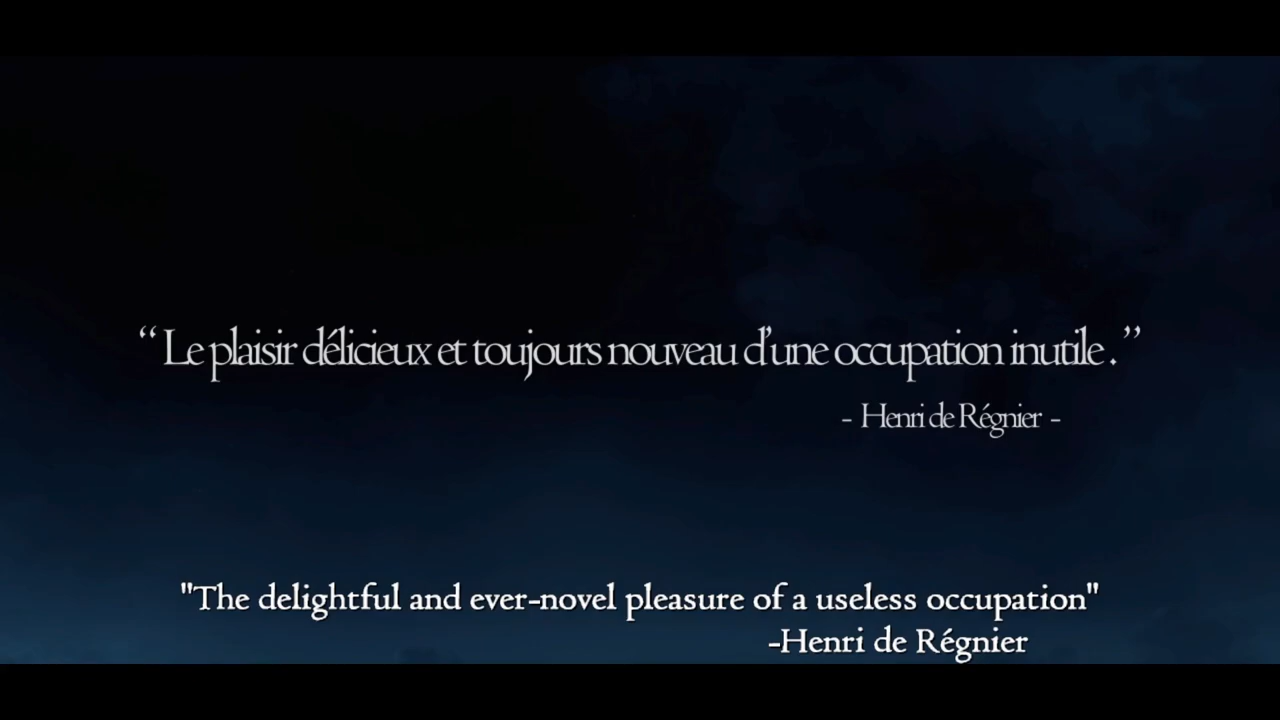 “ Le plaisir délicieux et toujours nouveau d’une occupation inutile . ”
- Henri de Régnier -
"The delightful and ever-novel pleasure of a useless occupation"
-Henri de Régnier